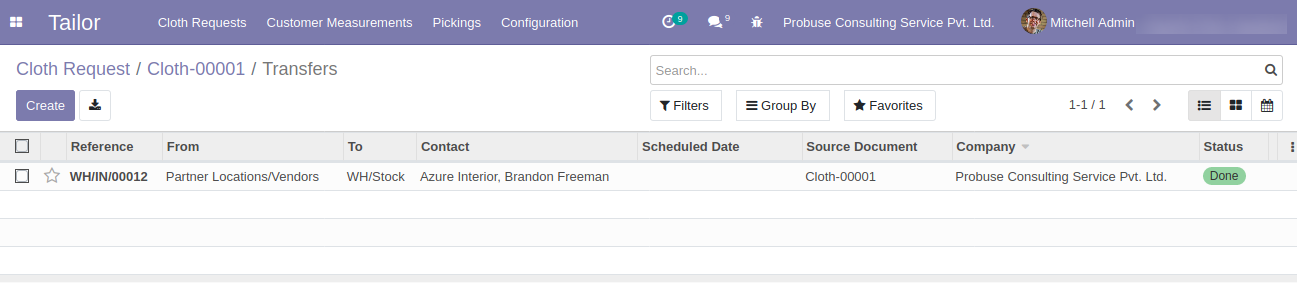 Tailor Cloth Requests Customer Measurements Pickings Configuration 9 9 Probuse Consulting Service Pvt. Ltd. Mitchell Admin
Cloth Request / Cloth-00001 / Transfers Search...
Create Filters Group By Favorites 1-1 / 1
Reference From To Contact Scheduled Date Source Document Company Status
WH/IN/00012 Partner Locations/Vendors WH/Stock Azure Interior, Brandon Freeman Cloth-00001 Probuse Consulting Service Pvt. Ltd. Done